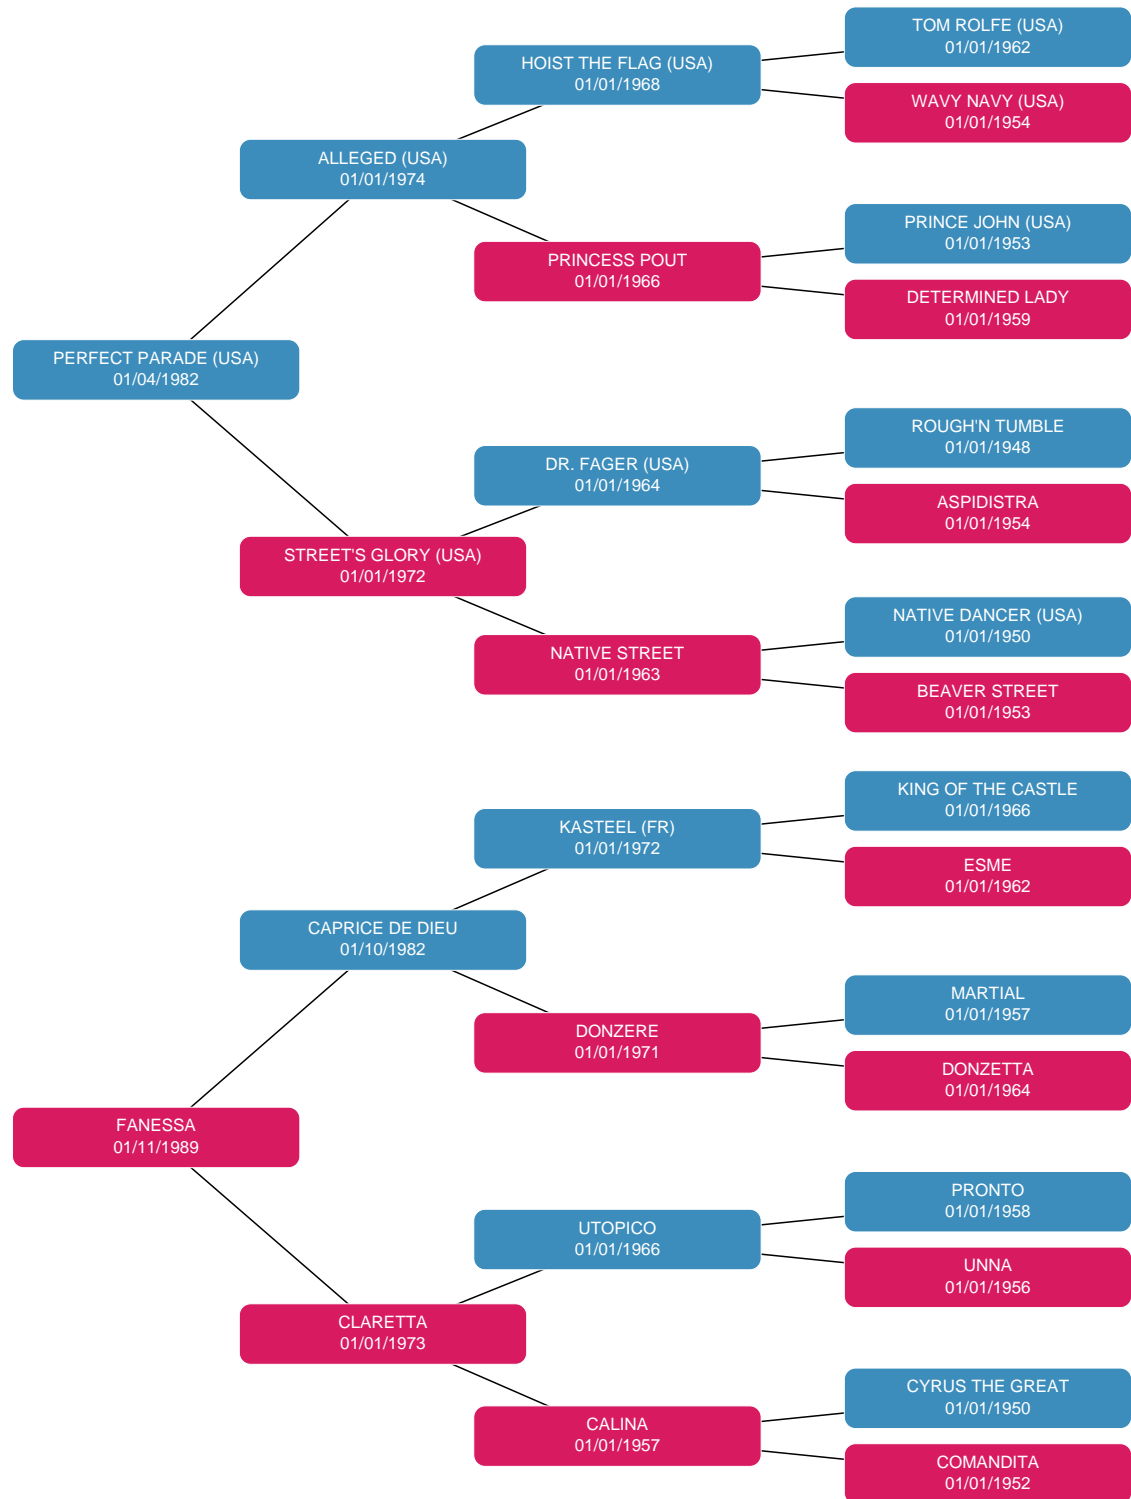 TOM ROLFE (USA)
01/01/1962
HOIST THE FLAG (USA)
01/01/1968
WAVY NAVY (USA)
01/01/1954
ALLEGED (USA)
01/01/1974
PRINCE JOHN (USA)
01/01/1953
PRINCESS POUT
01/01/1966
DETERMINED LADY
01/01/1959
PERFECT PARADE (USA)
01/04/1982
ROUGH'N TUMBLE
01/01/1948
DR. FAGER (USA)
01/01/1964
ASPIDISTRA
01/01/1954
STREET'S GLORY (USA)
01/01/1972
NATIVE DANCER (USA)
01/01/1950
NATIVE STREET
01/01/1963
BEAVER STREET
01/01/1953
KING OF THE CASTLE
01/01/1966
KASTEEL (FR)
01/01/1972
ESME
01/01/1962
CAPRICE DE DIEU
01/10/1982
MARTIAL
01/01/1957
DONZERE
01/01/1971
DONZETTA
01/01/1964
FANESSA
01/11/1989
PRONTO
01/01/1958
UTOPICO
01/01/1966
UNNA
01/01/1956
CLARETTA
01/01/1973
CYRUS THE GREAT
01/01/1950
CALINA
01/01/1957
COMANDITA
01/01/1952